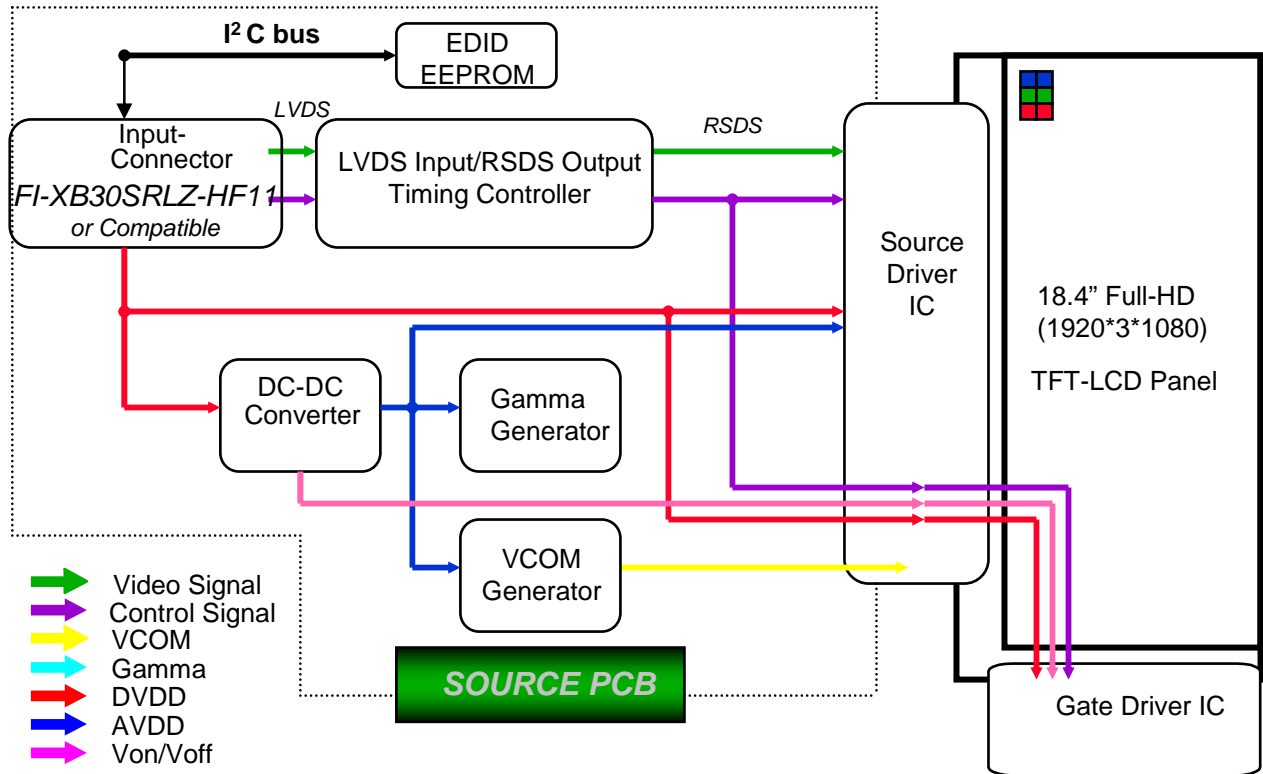 I² C bus
EDID
EEPROM
Input-
Connector
FI-XB30SRLZ-HF11
or Compatible
LVDS
LVDS Input/RSDS Output
Timing Controller
RSDS
Source
Driver
IC
18.4” Full-HD
(1920*3*1080)
TFT-LCD Panel
DC-DC
Converter
Gamma
Generator
VCOM
Generator
SOURCE PCB
Gate Driver IC
Video Signal
Control Signal
VCOM
Gamma
DVDD
AVDD
Von/Voff